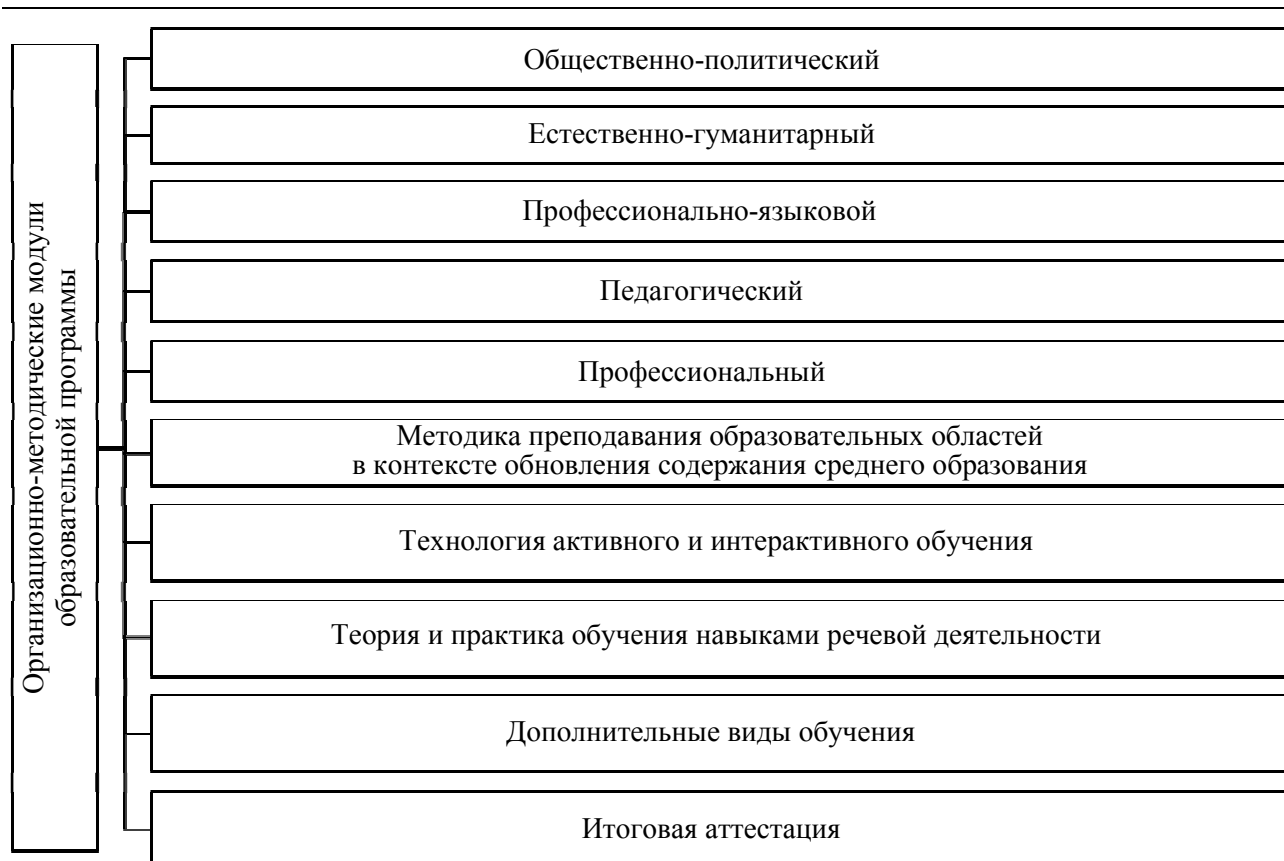 Организационно-методические модули
образовательной программы
Общественно-политический
Естественно-гуманитарный
Профессионально-языковой
Педагогический
Профессиональный
Методика преподавания образовательных областей
в контексте обновления содержания среднего образования
Технология активного и интерактивного обучения
Теория и практика обучения навыками речевой деятельности
Дополнительные виды обучения
Итоговая аттестация